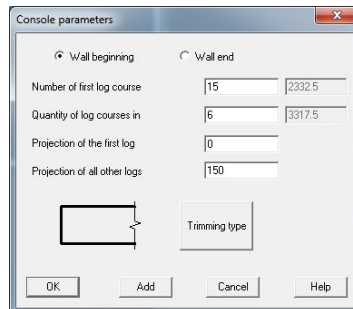 Console parameters
Wall beginning Wall end
Number of first log course 15 2332.5
Quantity of log courses in 6 3317.5
Projection of the first log 0
Projection of all other logs 150
Trimming type
OK Add Cancel Help